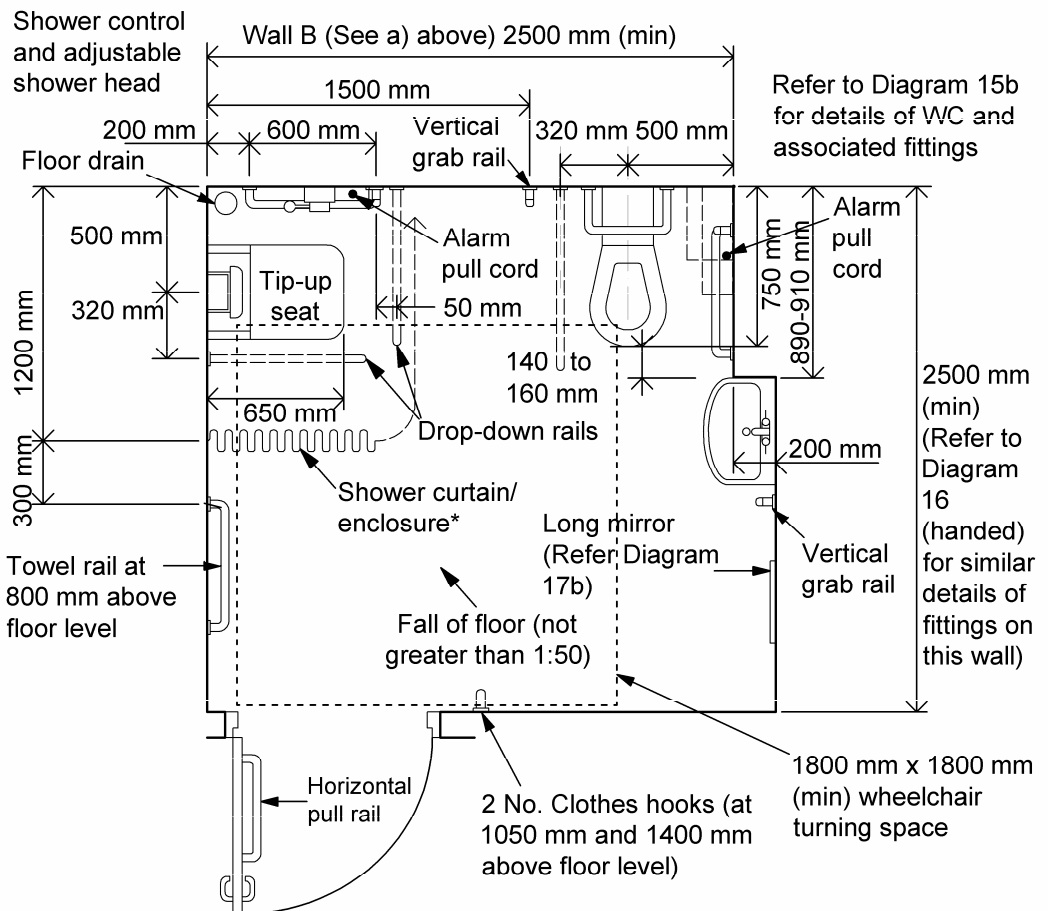 Shower control
and adjustable
shower head
Wall B (See a) above) 2500 mm (min)
1500 mm
Refer to Diagram 15b
for details of WC and
associated fittings
200 mm
600 mm
Vertical
grab rail
320 mm
500 mm
Floor drain
500 mm
320 mm
1200 mm
300 mm
Alarm
pull cord
Tip-up
seat
50 mm
Alarm
pull
cord
750 mm
890-910 mm
140 to
160 mm
650 mm
Drop-down rails
200 mm
2500 mm
(min)
(Refer to
Diagram
16
(handed)
for similar
details of
fittings on
this wall)
Shower curtain/
enclosure*
Long mirror
(Refer Diagram
17b)
Vertical
grab rail
Towel rail at
800 mm above
floor level
Fall of floor (not
greater than 1:50)
Horizontal
pull rail
2 No. Clothes hooks (at
1050 mm and 1400 mm
above floor level)
1800 mm x 1800 mm
(min) wheelchair
turning space